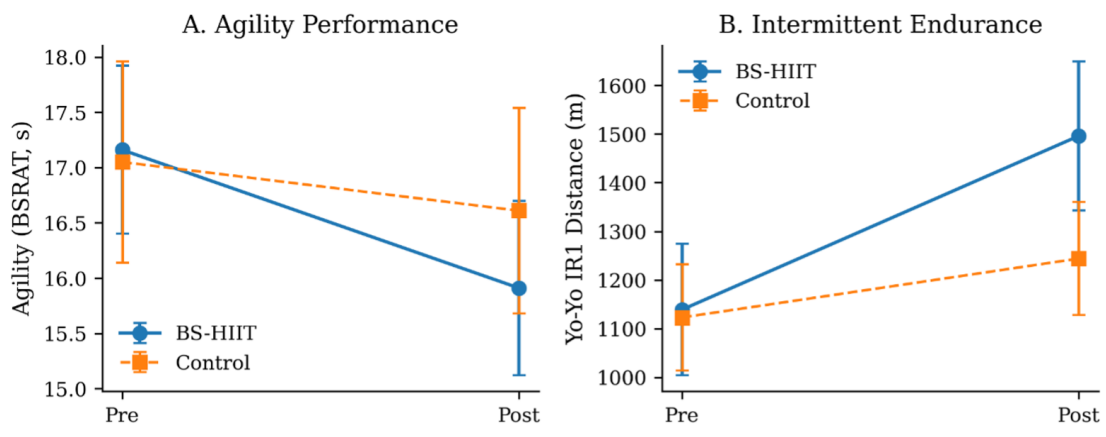 A. Agility Performance
Agility (BSRAT, s)
18.0
17.5
17.0
16.5
16.0
15.5
15.0
BS-HIIT
Control
Pre
Post
B. Intermittent Endurance
Yo-Yo IR1 Distance (m)
1600
1500
1400
1300
1200
1100
1000
BS-HIIT
Control
Pre
Post